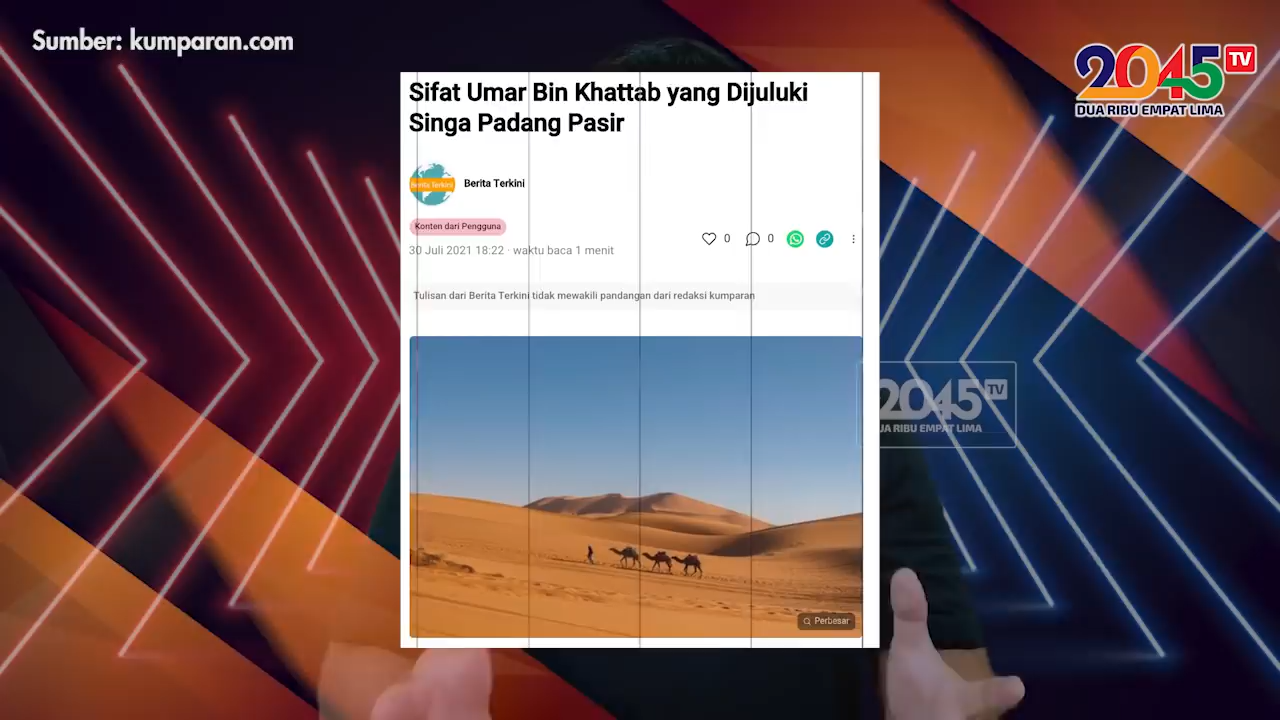 Sumber: kumparan.com
2045 TV
DUA RIBU EMPAT LIMA
Sifat Umar Bin Khattab yang Dijuluki
Singa Padang Pasir
Berita Terkini
Berita Terkini
Konten dari Pengguna
30 Juli 2021 18:22 · waktu baca 1 menit
0
0
Tulisan dari Berita Terkini tidak mewakili pandangan dari redaksi kumparan
2045 TV
DUA RIBU EMPAT LIMA
Perbesar